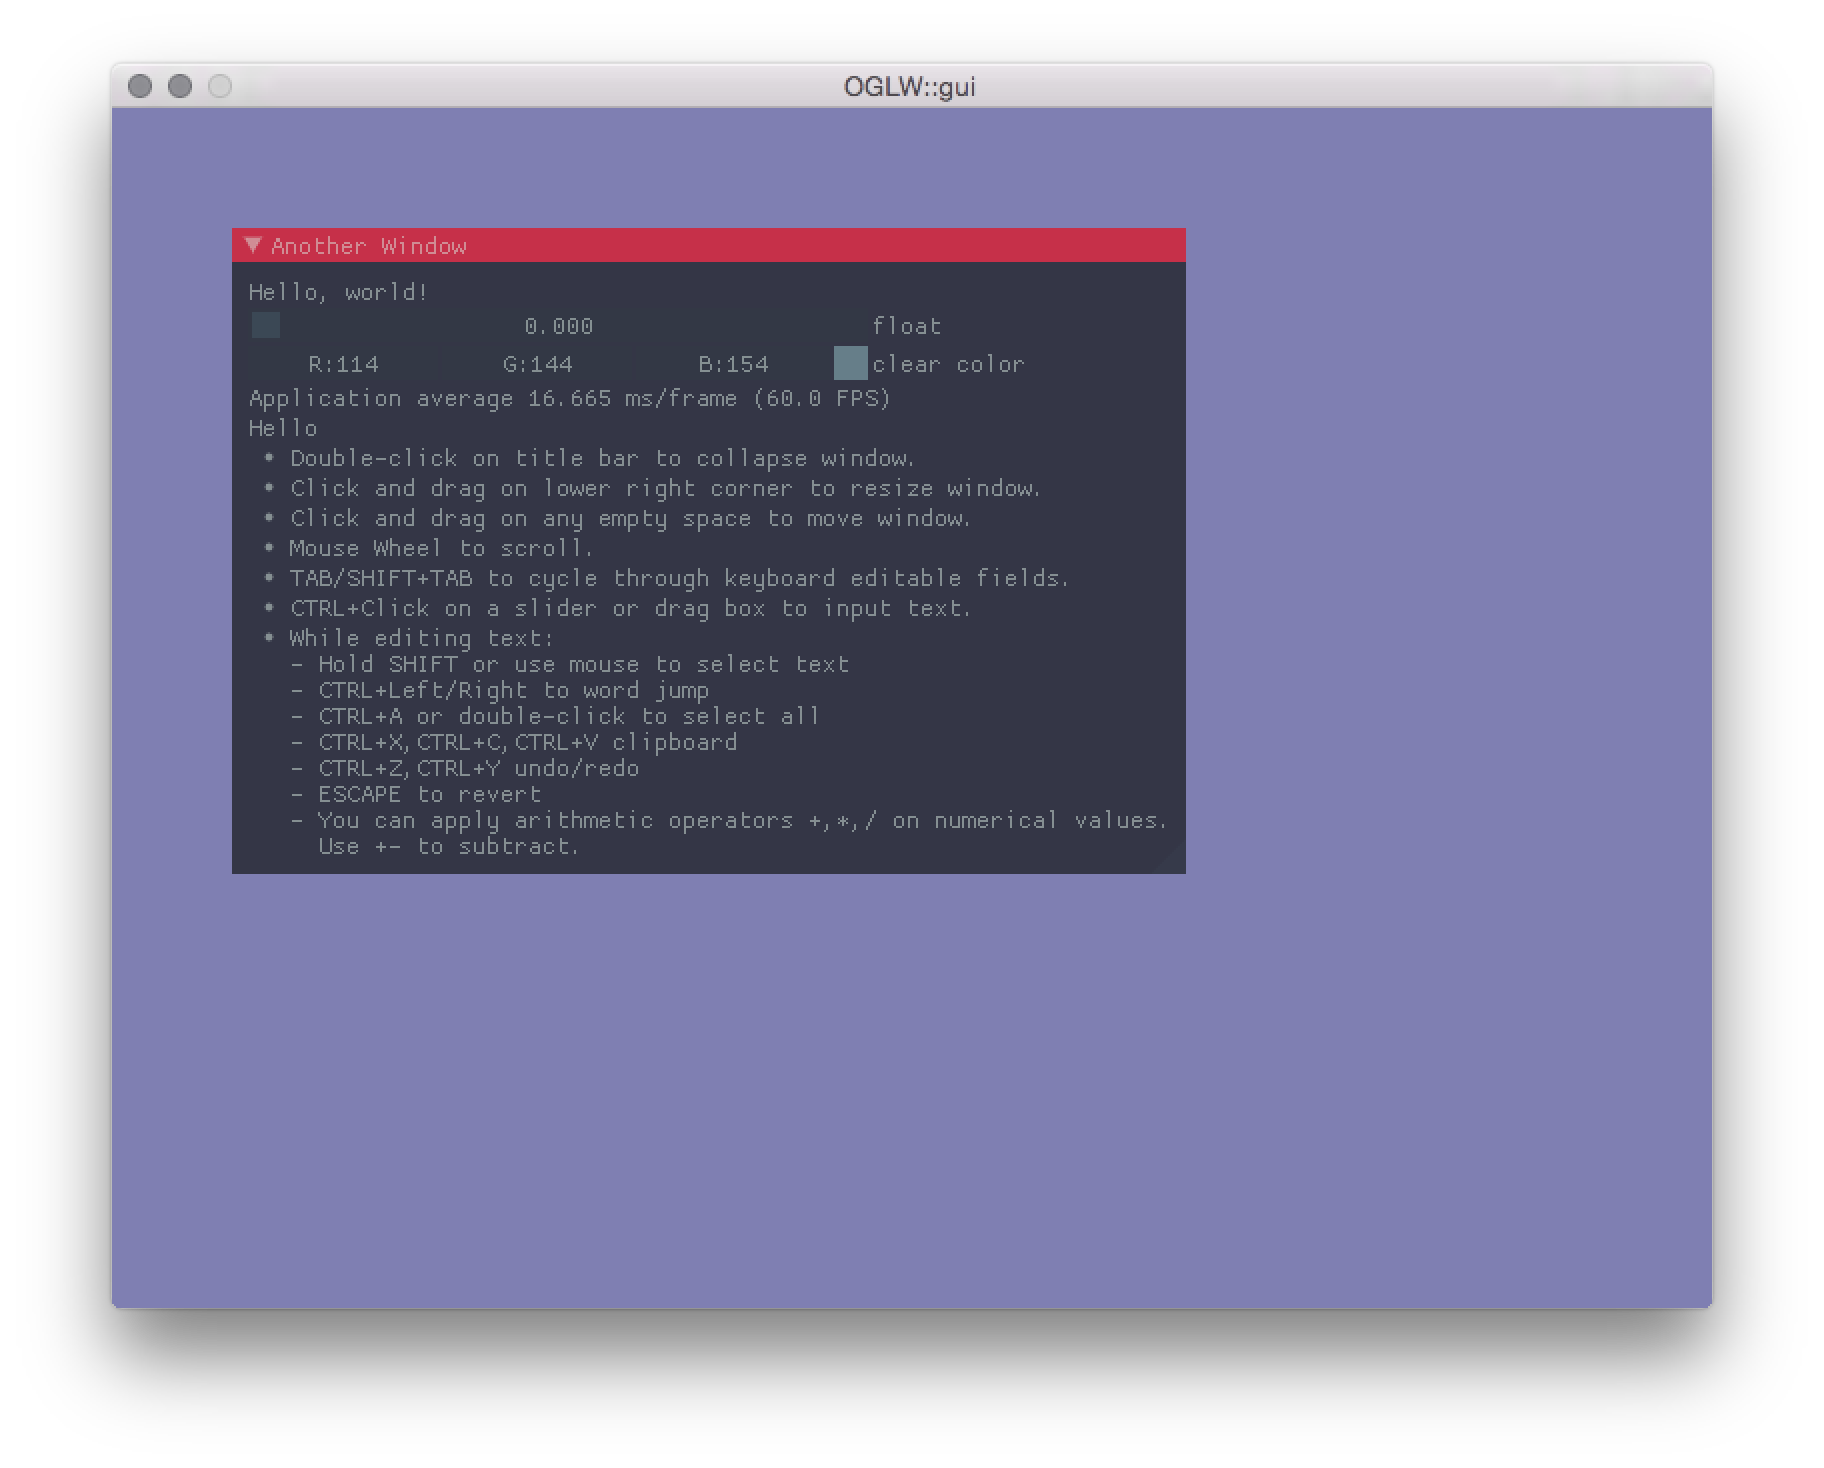 OGLW::gui
Another Window
Hello, world!
0.000 float
R:114 G:144 B:154 clear color
Application average 16.665 ms/frame (60.0 FPS)
Hello
• Double-click on title bar to collapse window.
• Click and drag on lower right corner to resize window.
• Click and drag on any empty space to move window.
• Mouse Wheel to scroll.
• TAB/SHIFT+TAB to cycle through keyboard editable fields.
• CTRL+Click on a slider or drag box to input text.
• While editing text:
- Hold SHIFT or use mouse to select text
- CTRL+Left/Right to word jump
- CTRL+A or double-click to select all
- CTRL+X,CTRL+C,CTRL+V clipboard
- CTRL+Z,CTRL+Y undo/redo
- ESCAPE to revert
- You can apply arithmetic operators +,*,/ on numerical values.
Use +- to subtract.